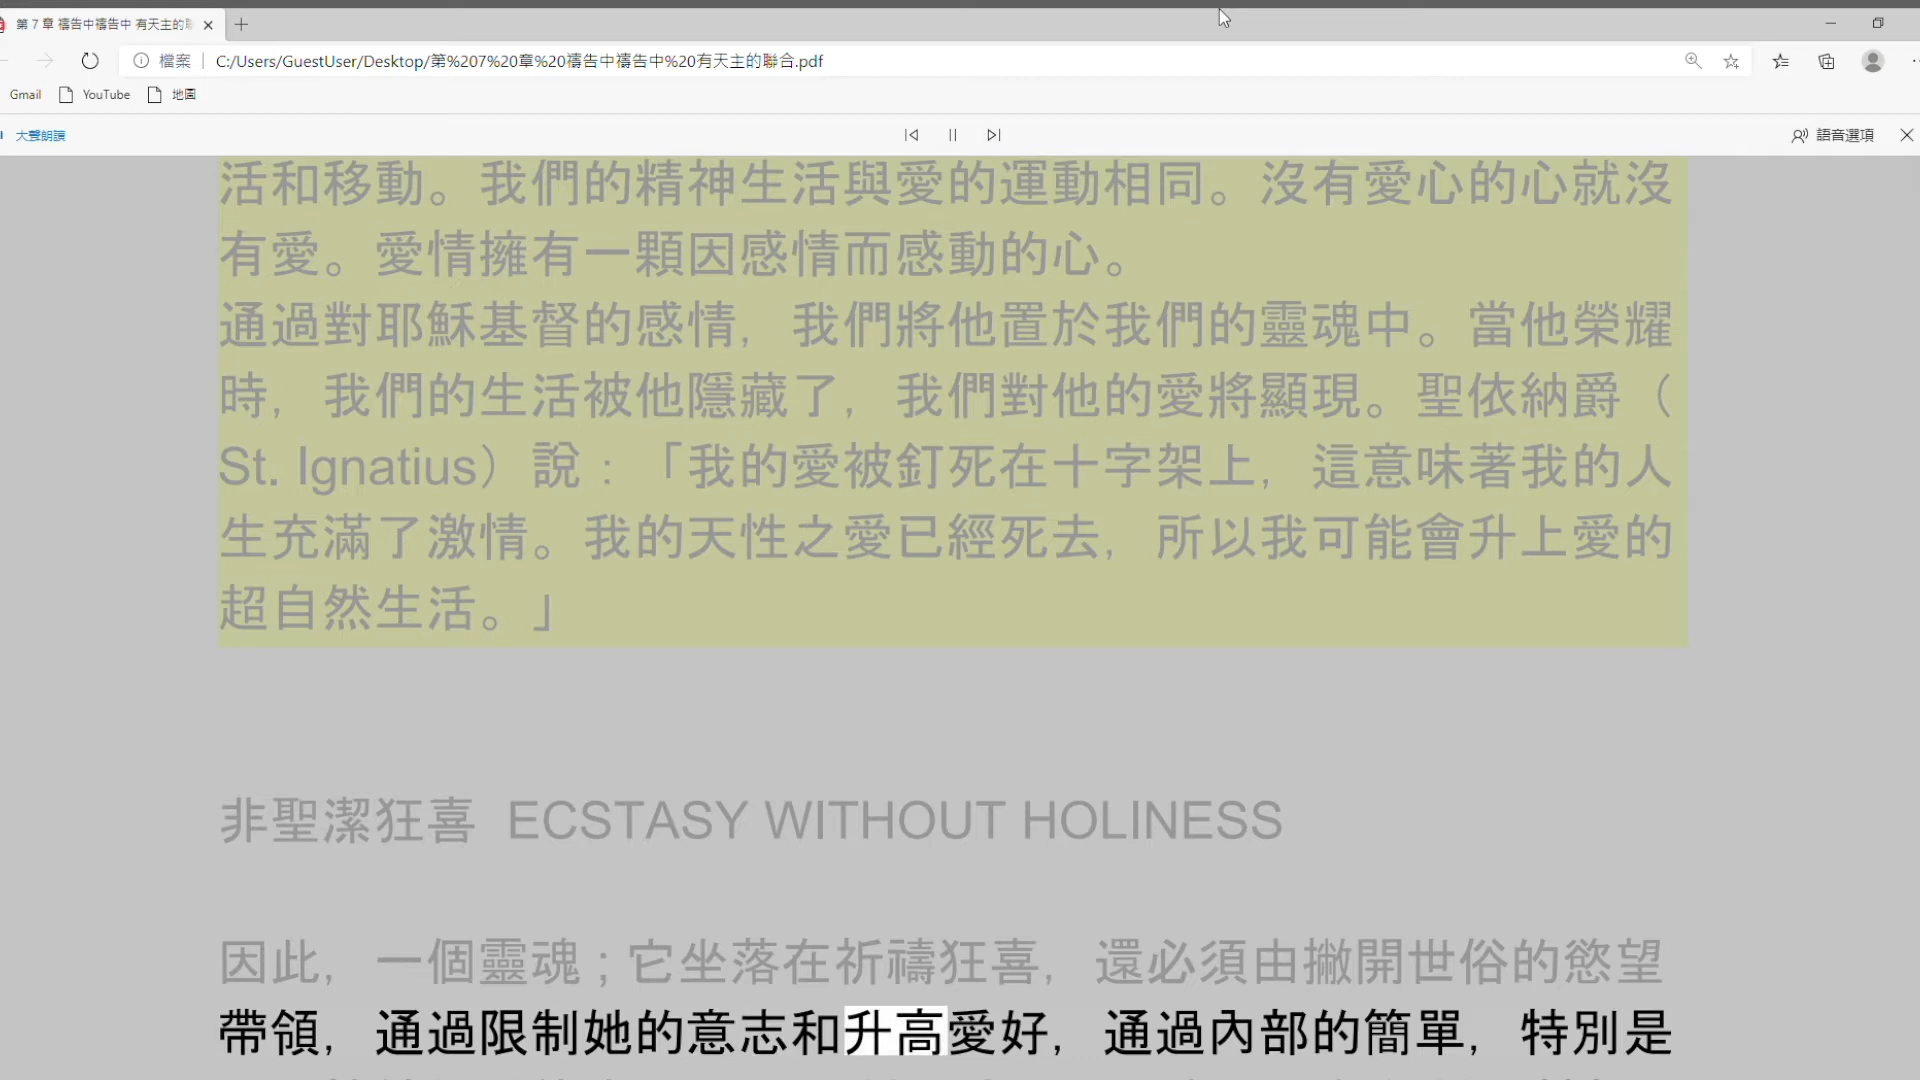 第 7 章 禱告中禱告中 有天主的
檔案 C:/Users/GuestUser/Desktop/第%207%20章%20禱告中禱告中%20有天主的聯合.pdf
Gmail YouTube 地圖
大聲朗讀 語音選項
活和移動。我們的精神生活與愛的運動相同。沒有愛心的心就沒
有愛。愛情擁有一顆因感情而感動的心。
通過對耶穌基督的感情，我們將他置於我們的靈魂中。當他榮耀
時，我們的生活被他隱藏了，我們對他的愛將顯現。聖依納爵（
St. Ignatius）說：「我的愛被釘死在十字架上，這意味著我的人
生充滿了激情。我的天性之愛已經死去，所以我可能會升上愛的
超自然生活。」
非聖潔狂喜 ECSTASY WITHOUT HOLINESS
因此，一個靈魂；它坐落在祈禱狂喜，還必須由撇開世俗的慾望
帶領，通過限制她的意志和升高愛好，通過內部的簡單，特別是